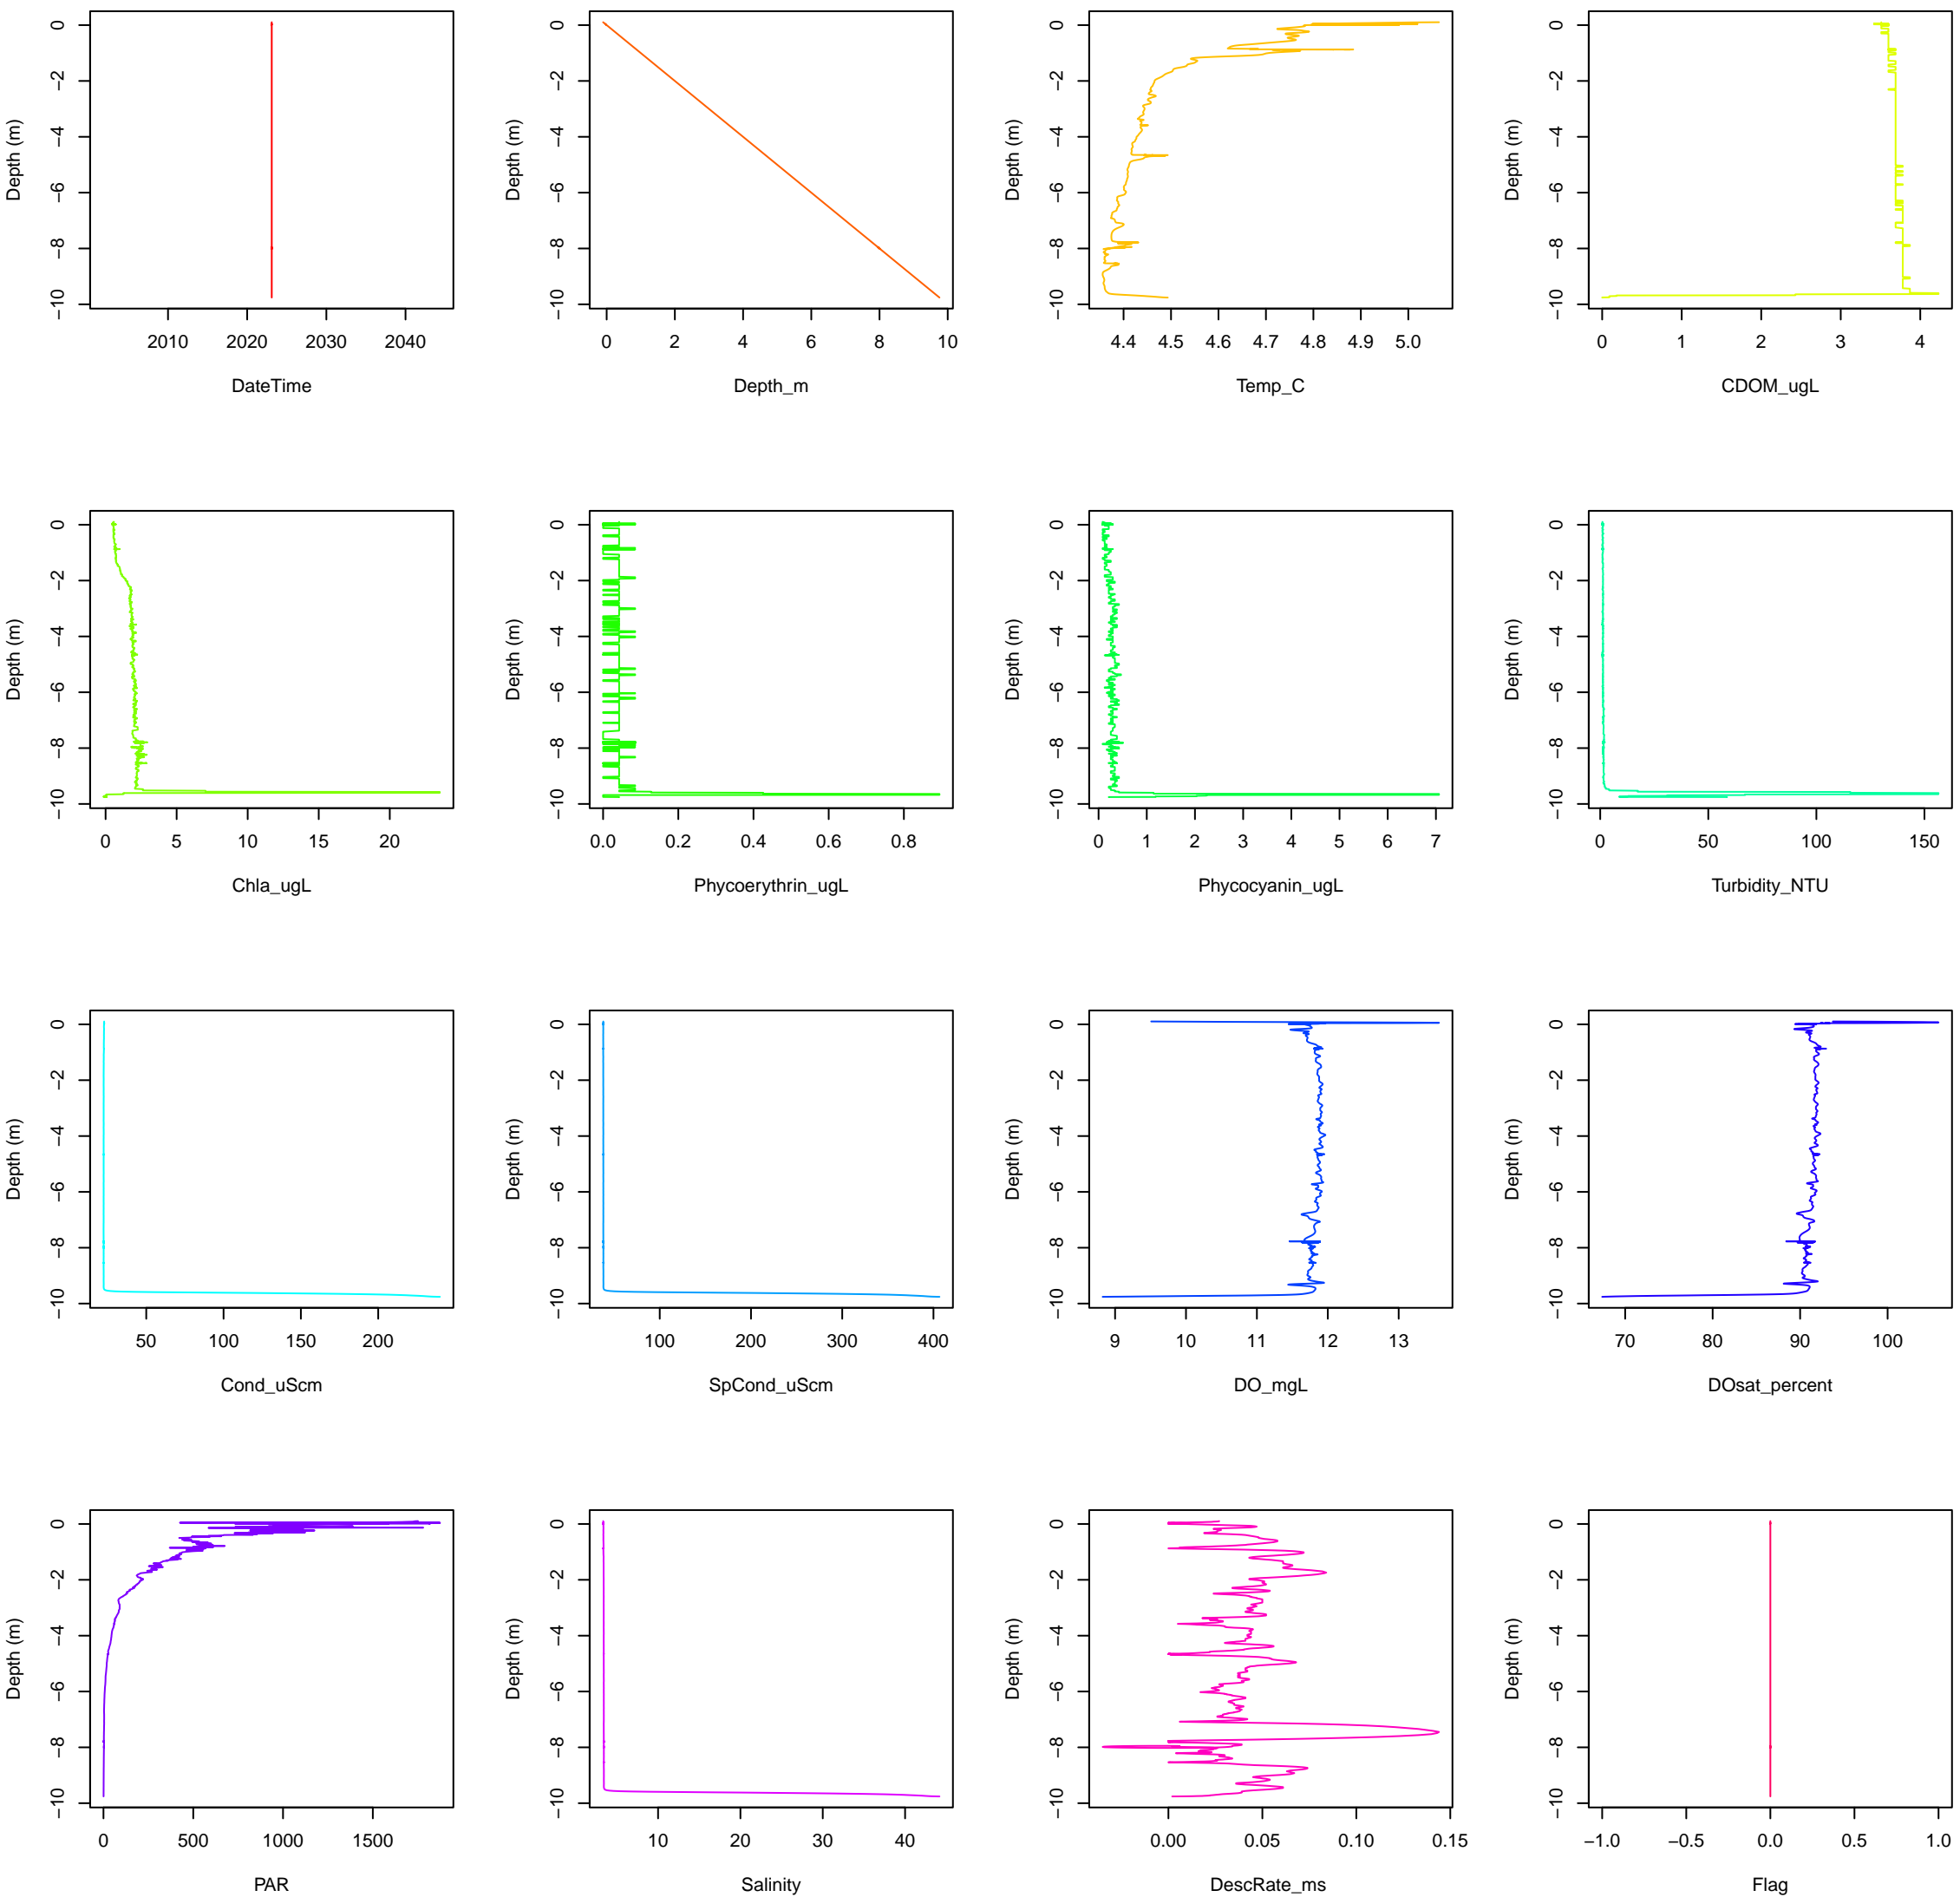 Depth (m)
0
−2
−4
−6
−8
−10
2010 2020 2030 2040
DateTime
Depth (m)
0
−2
−4
−6
−8
−10
0 2 4 6 8 10
Depth_m
Depth (m)
0
−2
−4
−6
−8
−10
4.4 4.5 4.6 4.7 4.8 4.9 5.0
Temp_C
Depth (m)
0
−2
−4
−6
−8
−10
0 1 2 3 4
CDOM_ugL
Depth (m)
0
−2
−4
−6
−8
−10
0 5 10 15 20
Chla_ugL
Depth (m)
0
−2
−4
−6
−8
−10
0.0 0.2 0.4 0.6 0.8
Phycoerythrin_ugL
Depth (m)
0
−2
−4
−6
−8
−10
0 1 2 3 4 5 6 7
Phycocyanin_ugL
Depth (m)
0
−2
−4
−6
−8
−10
0 50 100 150
Turbidity_NTU
Depth (m)
0
−2
−4
−6
−8
−10
50 100 150 200
Cond_uScm
Depth (m)
0
−2
−4
−6
−8
−10
100 200 300 400
SpCond_uScm
Depth (m)
0
−2
−4
−6
−8
−10
9 10 11 12 13
DO_mgL
Depth (m)
0
−2
−4
−6
−8
−10
70 80 90 100
DOsat_percent
Depth (m)
0
−2
−4
−6
−8
−10
0 500 1000 1500
PAR
Depth (m)
0
−2
−4
−6
−8
−10
10 20 30 40
Salinity
Depth (m)
0
−2
−4
−6
−8
−10
0.00 0.05 0.10 0.15
DescRate_ms
Depth (m)
0
−2
−4
−6
−8
−10
−1.0 −0.5 0.0 0.5 1.0
Flag